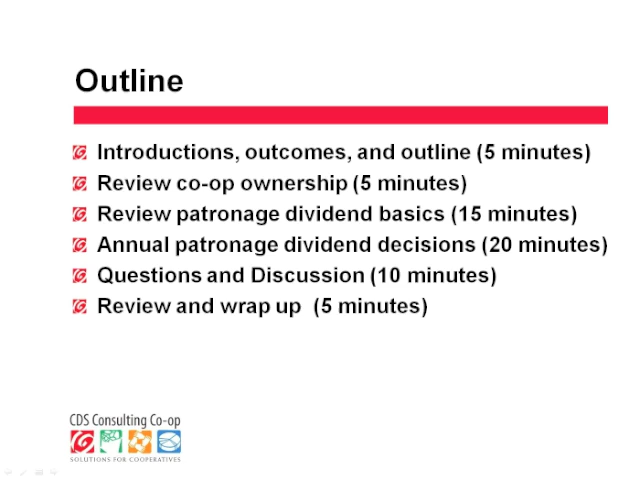 Outline
Introductions, outcomes, and outline (5 minutes)
Review co-op ownership (5 minutes)
Review patronage dividend basics (15 minutes)
Annual patronage dividend decisions (20 minutes)
Questions and Discussion (10 minutes)
Review and wrap up  (5 minutes)
CDS Consulting Co-op
SOLUTIONS FOR COOPERATIVES